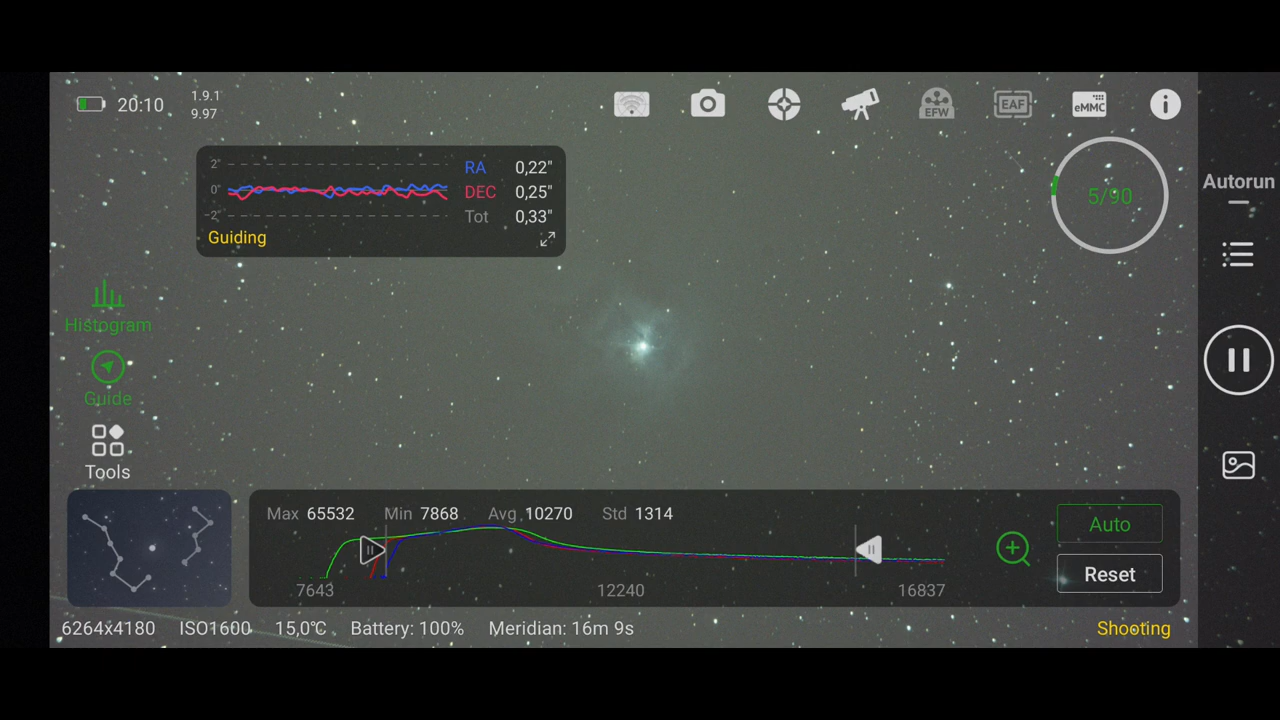 20:10
1.9.1
9.97
EFW
EAF
eMMC
i
2"
0"
-2"
RA 0,22"
DEC 0,25"
Tot 0,33"
Guiding
5/90
Autorun
Histogram
Guide
Tools
Max 65532 Min 7868 Avg 10270 Std 1314
7643 12240 16837
Auto
Reset
6264x4180 ISO1600 15,0℃ Battery: 100% Meridian: 16m 9s
Shooting